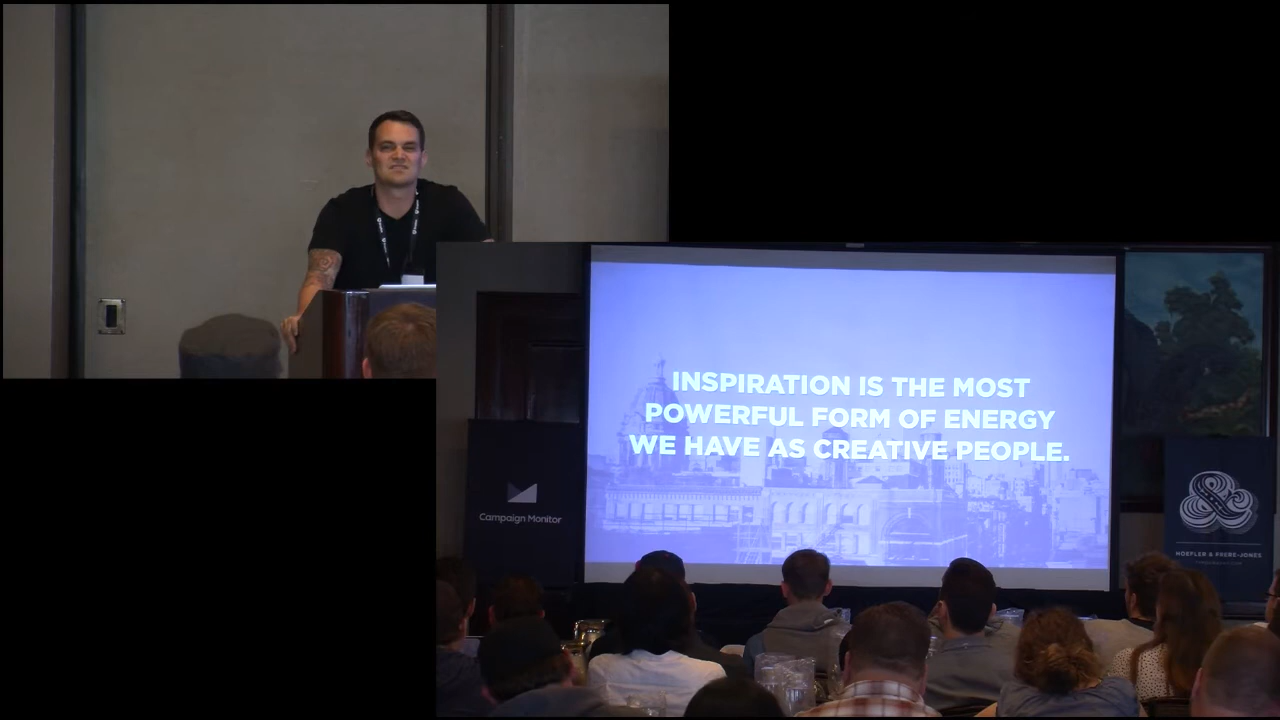 INSPIRATION IS THE MOST
POWERFUL FORM OF ENERGY
WE HAVE AS CREATIVE PEOPLE.
Campaign Monitor
&
HOEFLER & FRERE-JONES